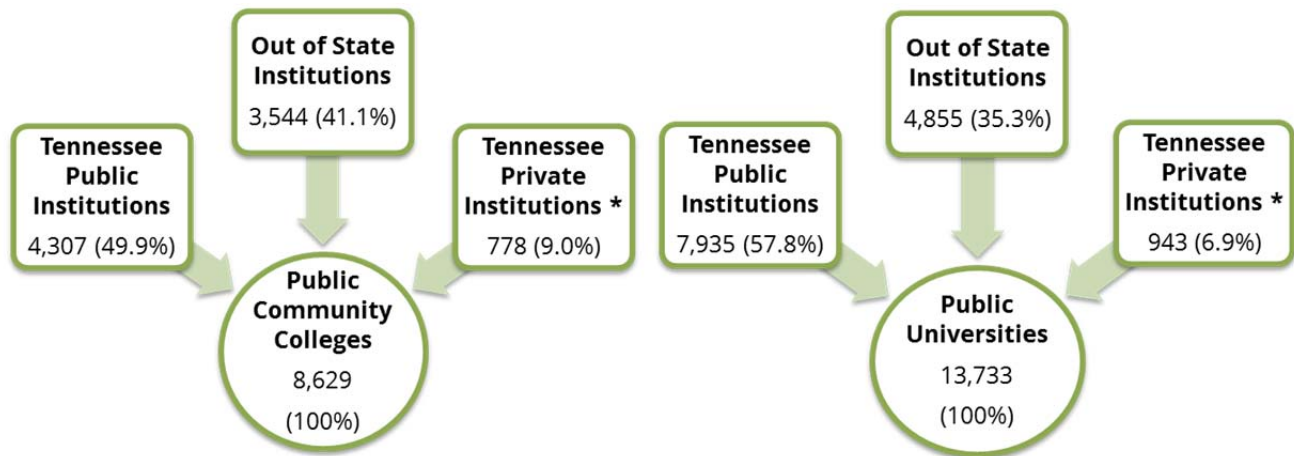 Out of State
Institutions
3,544 (41.1%)
Tennessee
Public
Institutions
4,307 (49.9%)
Tennessee
Private
Institutions *
778 (9.0%)
Public
Community
Colleges
8,629
(100%)
Out of State
Institutions
4,855 (35.3%)
Tennessee
Public
Institutions
7,935 (57.8%)
Tennessee
Private
Institutions *
943 (6.9%)
Public
Universities
13,733
(100%)